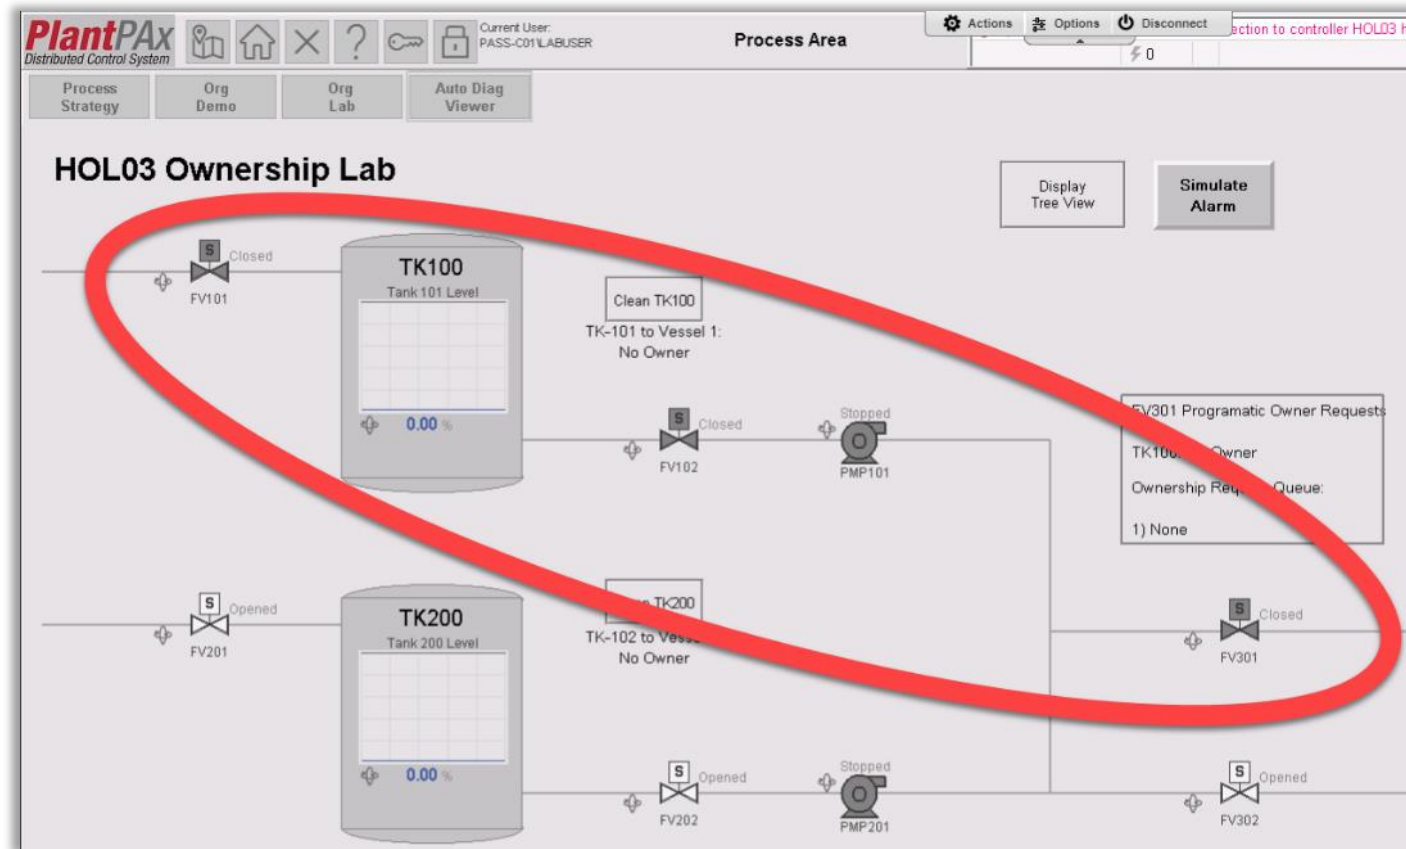 PlantPAx
Distributed Control System
Current User:
PASS-C01\LABUSER
Process Area
Actions
Options
Disconnect
ection to controller HOL03 h
0
Process
Strategy
Org
Demo
Org
Lab
Auto Diag
Viewer
HOL03 Ownership Lab
Display
Tree View
Simulate
Alarm
S
Closed
FV101
TK100
Tank 101 Level
0.00 %
Clean TK100
TK-101 to Vessel 1:
No Owner
S
Closed
FV102
Stopped
PMP101
FV301 Programatic Owner Requests
TK100 Owner
Ownership Queue:
1) None
S
Opened
FV201
TK200
Tank 200 Level
0.00 %
TK200
TK-102 to
No Owner
S
Closed
FV301
S
Opened
FV202
Stopped
PMP201
S
Opened
FV302